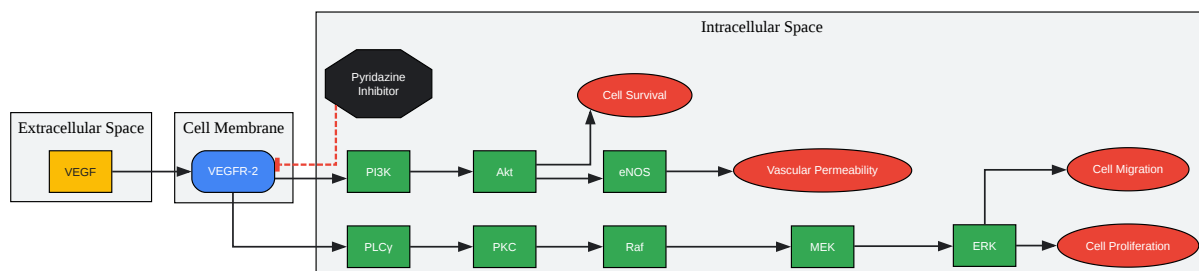 Intracellular Space
Pyridazine
Inhibitor
Cell Survival
Extracellular Space
Cell Membrane
VEGF
VEGFR-2
PI3K
Akt
eNOS
Vascular Permeability
Cell Migration
PLCγ
PKC
Raf
MEK
ERK
Cell Proliferation